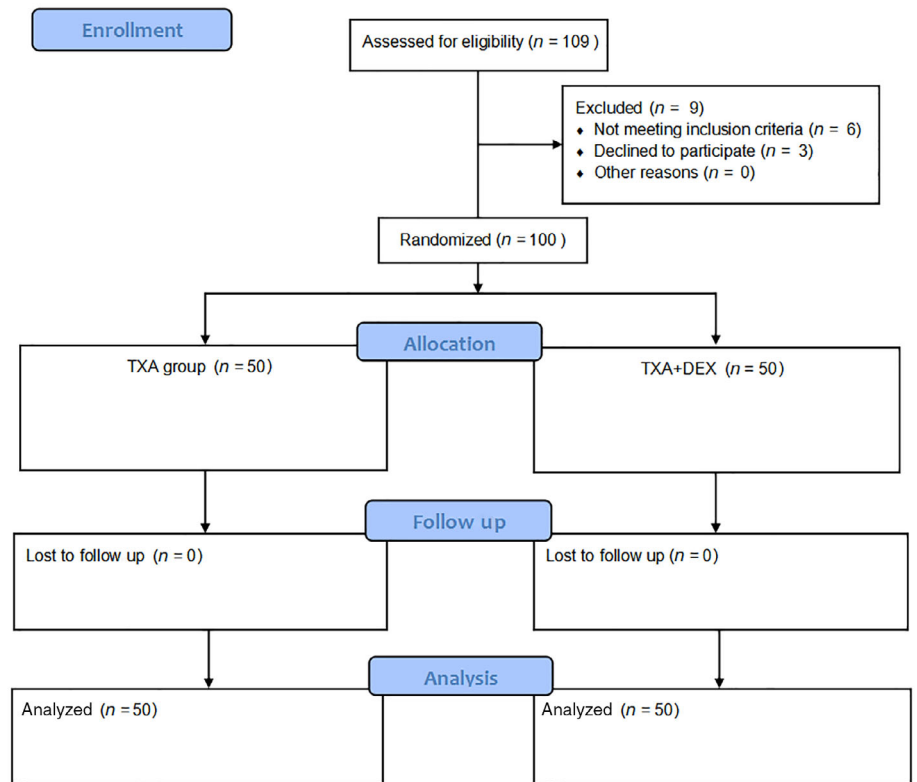 Enrollment
Assessed for eligibility (n = 109 )
Excluded (n = 9)
♦ Not meeting inclusion criteria (n = 6)
♦ Declined to participate (n = 3)
♦ Other reasons (n = 0)
Randomized (n = 100 )
Allocation
TXA group (n = 50)
TXA+DEX (n = 50)
Follow up
Lost to follow up (n = 0)
Lost to follow up (n = 0)
Analysis
Analyzed (n = 50)
Analyzed (n = 50)